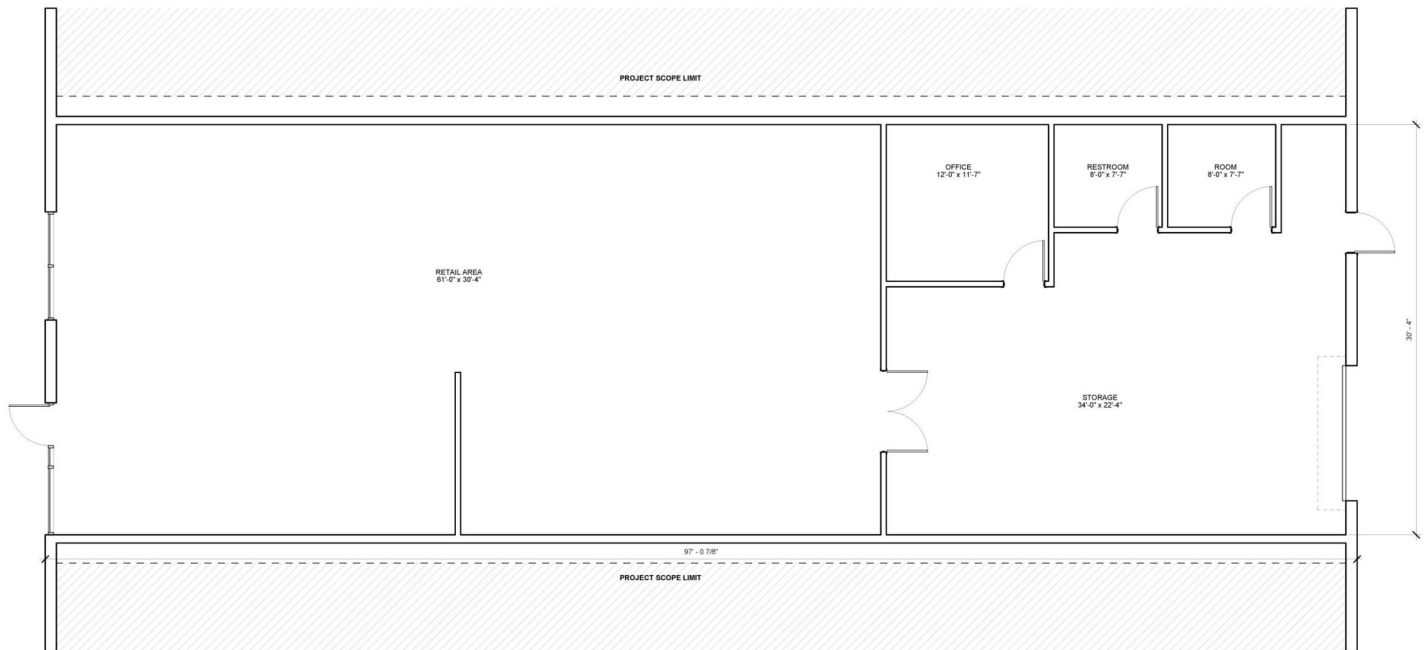 PROJECT SCOPE LIMIT
OFFICE
12'-0" x 11'-7"
RESTROOM
8'-0" x 7'-7"
ROOM
8'-0" x 7'-7"
RETAIL AREA
61'-0" x 30'-4"
30' - 4"
STORAGE
34'-0" x 22'-4"
97' - 0 7/8"
PROJECT SCOPE LIMIT